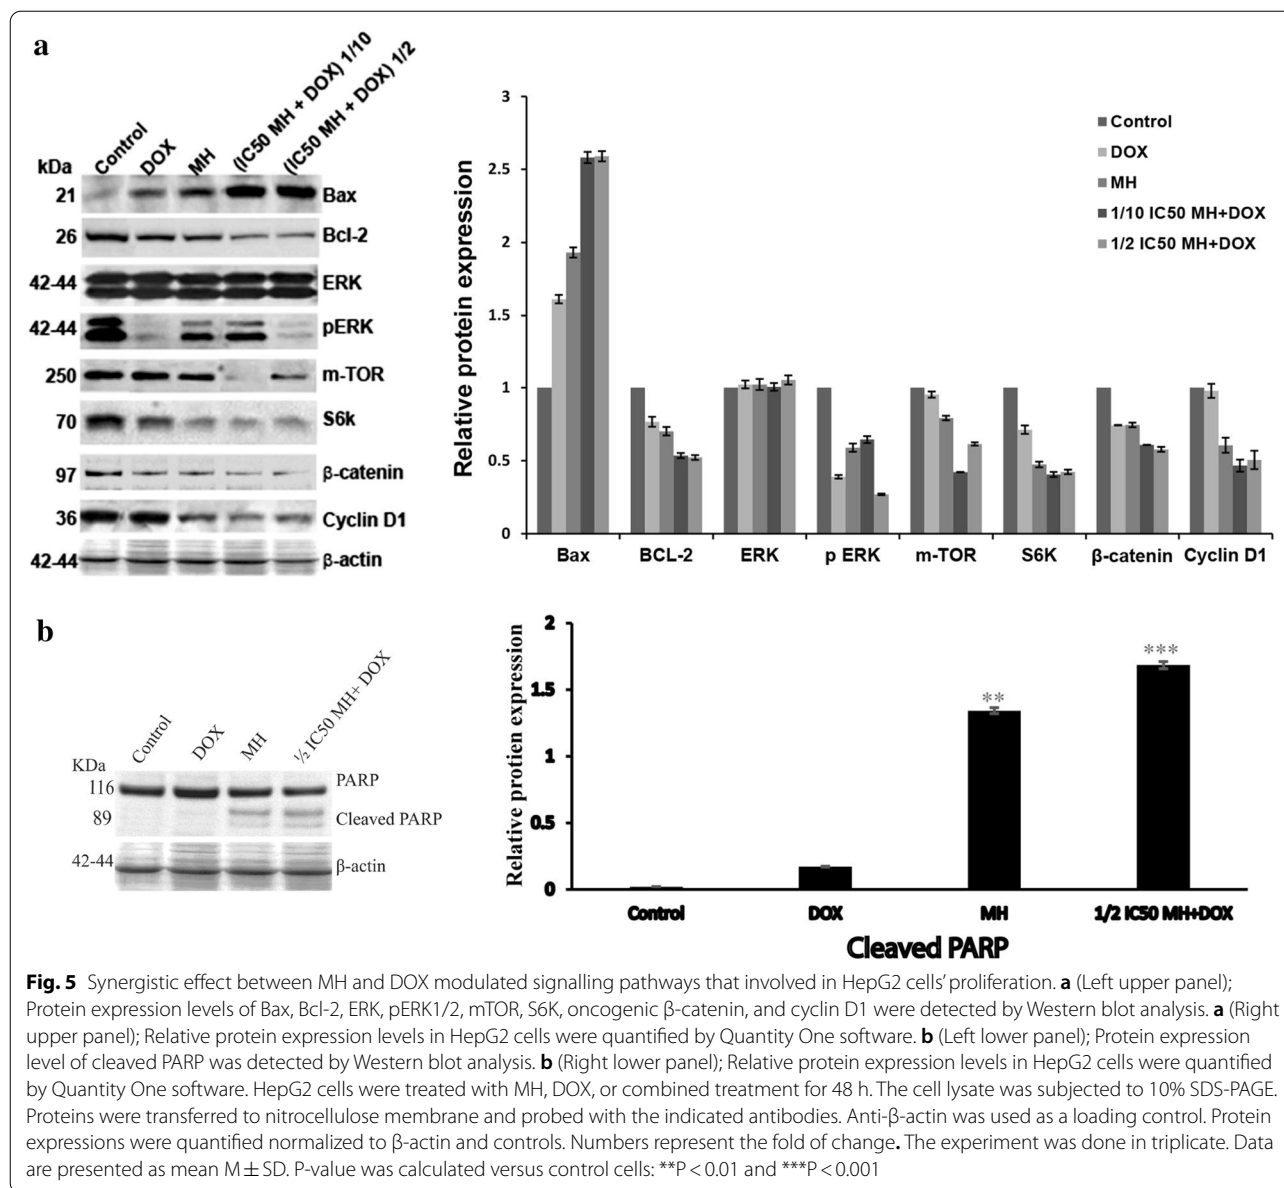 a
kDa
Control
DOX
MH
(IC50 MH + DOX) 1/10
(IC50 MH + DOX) 1/2
21 Bax
26 Bcl-2
42-44 ERK
42-44 pERK
250 m-TOR
70 S6k
97 β-catenin
36 Cyclin D1
42-44 β-actin
Relative protein expression
3
2.5
2
1.5
1
0.5
0
Control
DOX
MH
1/10 IC50 MH+DOX
1/2 IC50 MH+DOX
Bax BCL-2 ERK p ERK m-TOR S6K β-catenin Cyclin D1
b
KDa
Control
DOX
MH
½ IC50 MH+ DOX
116 PARP
89 Cleaved PARP
42-44 β-actin
Relative protien expression
2
1.5
1
0.5
0
**
***
Control DOX MH 1/2 IC50 MH+DOX
Cleaved PARP
Fig. 5 Synergistic effect between MH and DOX modulated signalling pathways that involved in HepG2 cells' proliferation. a (Left upper panel);
Protein expression levels of Bax, Bcl-2, ERK, pERK1/2, mTOR, S6K, oncogenic β-catenin, and cyclin D1 were detected by Western blot analysis. a (Right
upper panel); Relative protein expression levels in HepG2 cells were quantified by Quantity One software. b (Left lower panel); Protein expression
level of cleaved PARP was detected by Western blot analysis. b (Right lower panel); Relative protein expression levels in HepG2 cells were quantified
by Quantity One software. HepG2 cells were treated with MH, DOX, or combined treatment for 48 h. The cell lysate was subjected to 10% SDS-PAGE.
Proteins were transferred to nitrocellulose membrane and probed with the indicated antibodies. Anti-β-actin was used as a loading control. Protein
expressions were quantified normalized to β-actin and controls. Numbers represent the fold of change. The experiment was done in triplicate. Data
are presented as mean M ± SD. P-value was calculated versus control cells: **P < 0.01 and ***P < 0.001